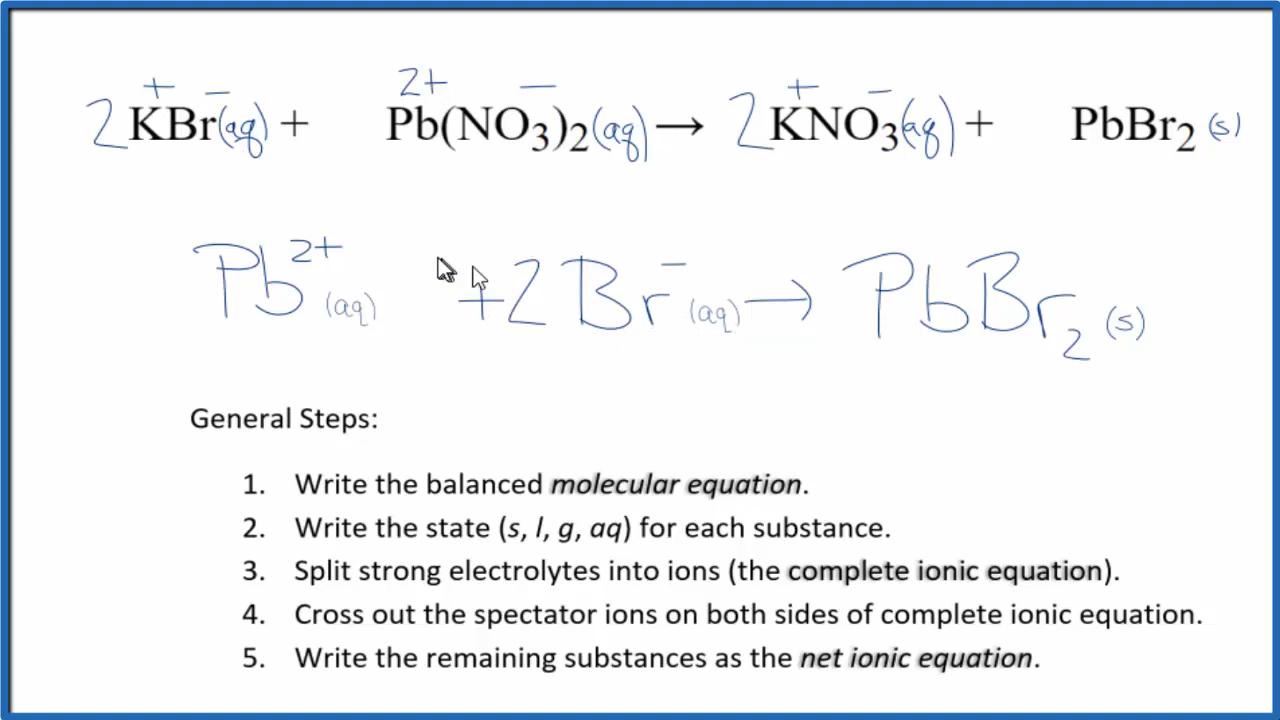 2KBr(aq) + Pb(NO3)2(aq) → 2KNO3(aq) + PbBr2(s)
+ − 2+ − + −
Pb2+(aq) + 2Br−(aq) → PbBr2(s)
General Steps:
1. Write the balanced molecular equation.
2. Write the state (s, l, g, aq) for each substance.
3. Split strong electrolytes into ions (the complete ionic equation).
4. Cross out the spectator ions on both sides of complete ionic equation.
5. Write the remaining substances as the net ionic equation.